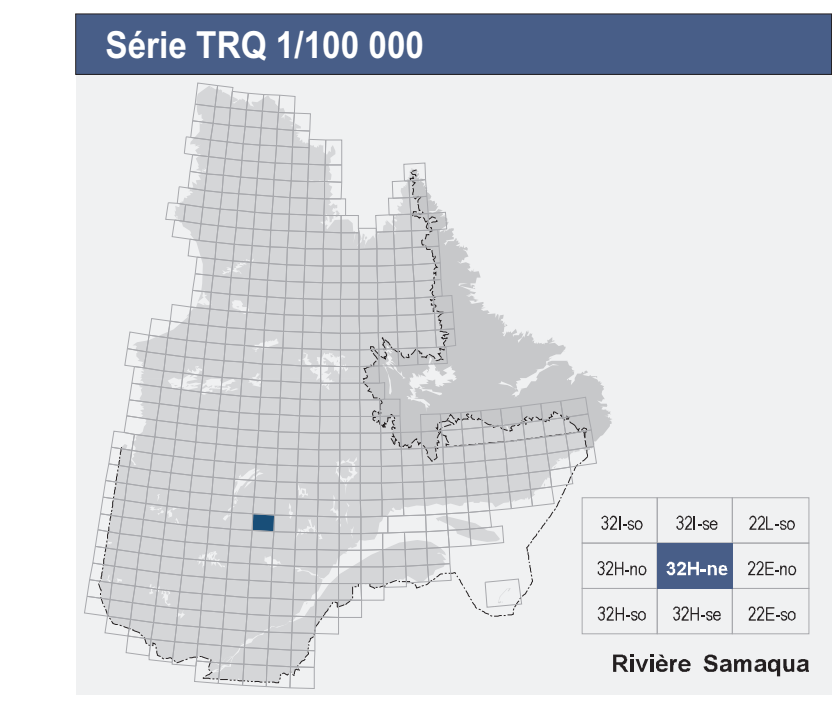 Série TRQ 1/100 000
32I-so 32I-se 22L-so
32H-no 32H-ne 22E-no
32H-so 32H-se 22E-so
Rivière Samaqua